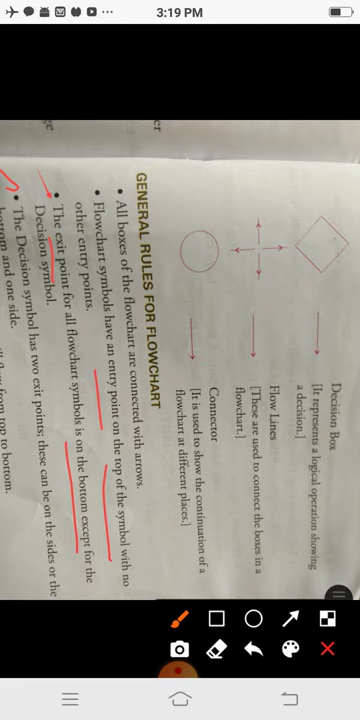 3:19 PM
er
Decision Box
[It represents a logical operation showing
a decision.]
Flow Lines
[These are used to connect the boxes in a
flowchart.]
Connector
[It is used to show the continuation of a
flowchart at different places.]
GENERAL RULES FOR FLOWCHART
• All boxes of the flowchart are connected with arrows.
• Flowchart symbols have an entry point on the top of the symbol with no
other entry points.
• The exit point for all flowchart symbols is on the bottom except for the
Decision symbol.
• The Decision symbol has two exit points; these can be on the sides or the
bottom and one side.
flow from top to bottom.